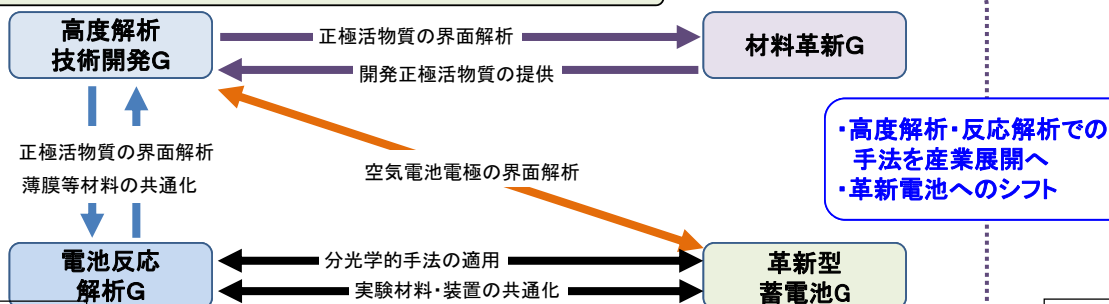 高度解析
技術開発G
正極活物質の界面解析
開発正極活物質の提供
材料革新G
正極活物質の界面解析
薄膜等材料の共通化
空気電池電極の界面解析
・高度解析・反応解析での
手法を産業展開へ
・革新電池へのシフト
電池反応
解析G
分光学的手法の適用
実験材料・装置の共通化
革新型
蓄電池G